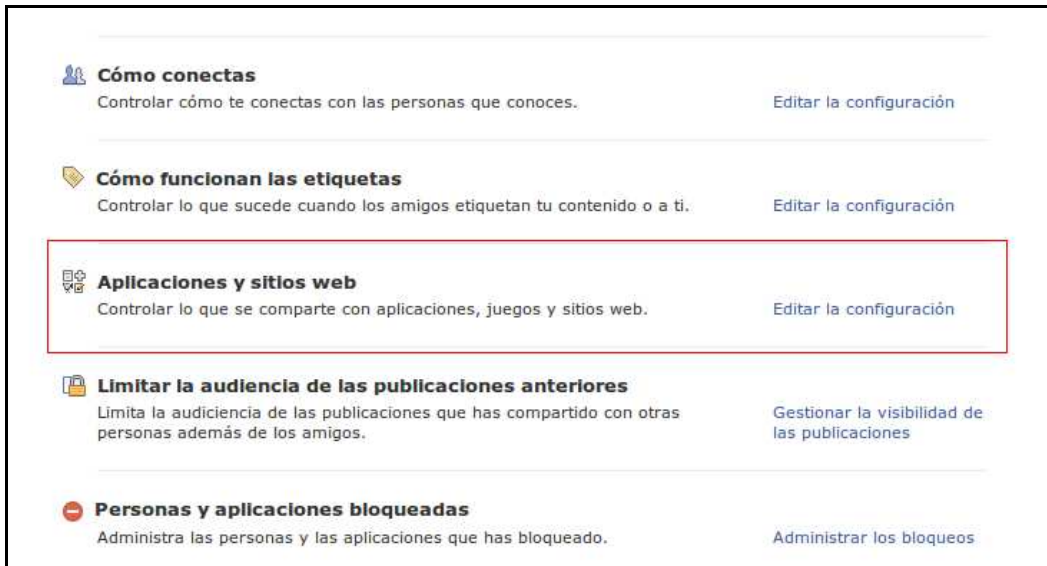 Cómo conectas
Controlar cómo te conectas con las personas que conoces.
Editar la configuración
Cómo funcionan las etiquetas
Controlar lo que sucede cuando los amigos etiquetan tu contenido o a ti.
Editar la configuración
Aplicaciones y sitios web
Controlar lo que se comparte con aplicaciones, juegos y sitios web.
Editar la configuración
Limitar la audiencia de las publicaciones anteriores
Limita la audiciencia de las publicaciones que has compartido con otras
personas además de los amigos.
Gestionar la visibilidad de
las publicaciones
Personas y aplicaciones bloqueadas
Administra las personas y las aplicaciones que has bloqueado.
Administrar los bloqueos